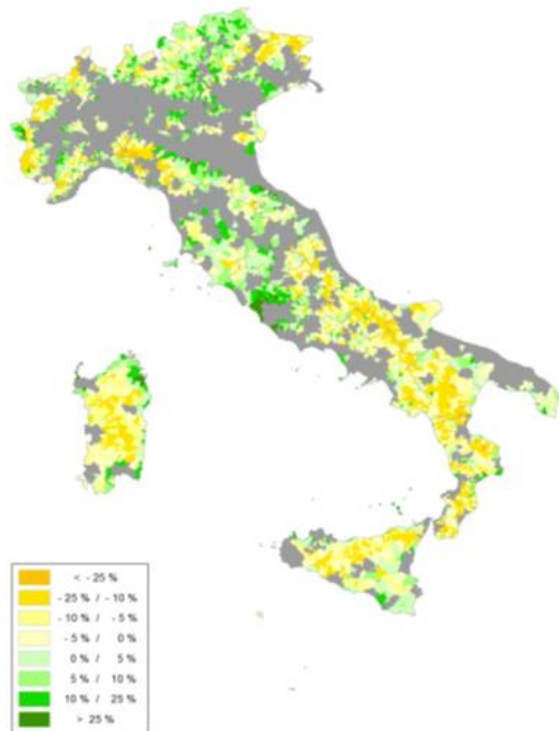 < - 25 %
- 25 % / - 10 %
- 10 % / - 5 %
- 5 % / 0 %
0 % / 5 %
5 % / 10 %
10 % / 25 %
> 25 %